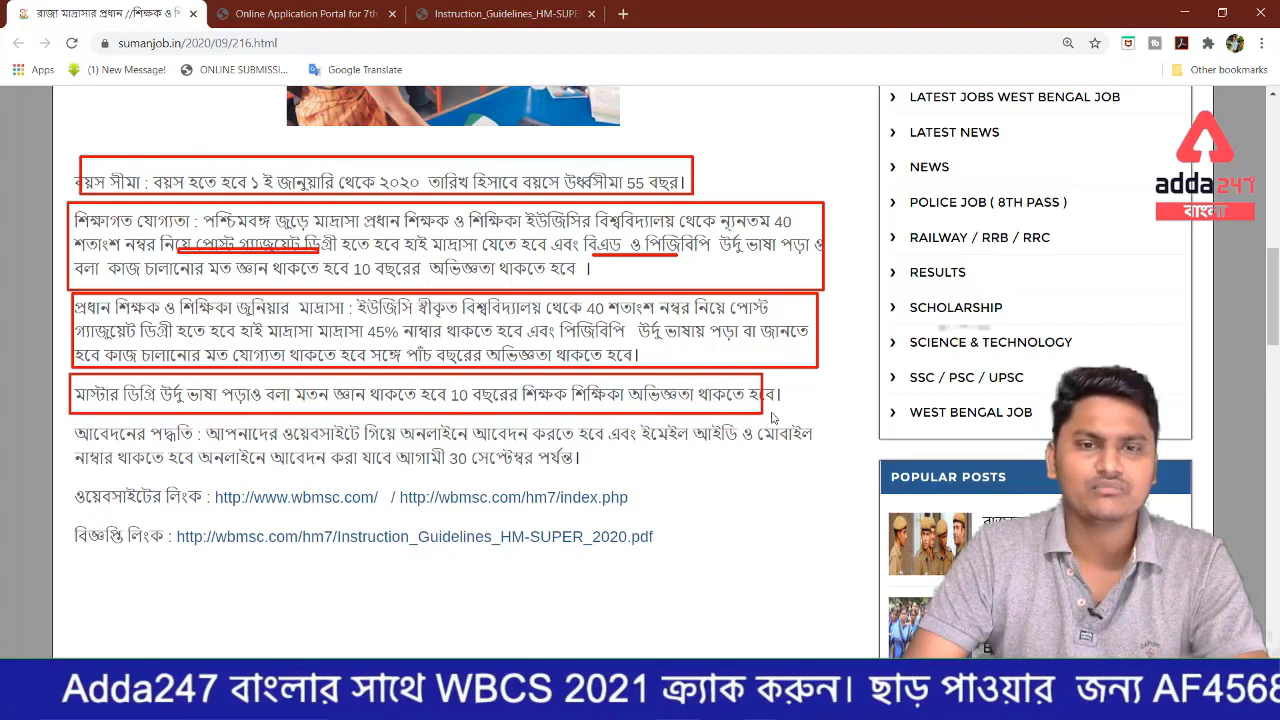 রাজ্য মাদ্রাসার প্রধান //শিক্ষক ও শি
Online Application Portal for 7th
Instruction_Guidelines_HM-SUPER
sumanjob.in/2020/09/216.html
Apps
(1) New Message!
ONLINE SUBMISSI...
Google Translate
Other bookmarks
বয়স সীমা : বয়স হতে হবে ১ ই জানুয়ারি থেকে ২০২০ তারিখ হিসাবে বয়সে উর্ধ্বসীমা 55 বছর।
শিক্ষাগত যোগ্যতা : পশ্চিমবঙ্গ জুড়ে মাদ্রাসা প্রধান শিক্ষক ও শিক্ষিকা ইউজিসির বিশ্ববিদ্যালয় থেকে ন্যূনতম 40
শতাংশ নম্বর নিয়ে পোস্ট গ্যাজুয়েট ডিগ্রী হতে হবে হাই মাদ্রাসা যেতে হবে এবং বিএড ও পিজিবিপি উর্দু ভাষা পড়া ও
বলা কাজ চালানোর মত জ্ঞান থাকতে হবে 10 বছরের অভিজ্ঞতা থাকতে হবে ।
প্রধান শিক্ষক ও শিক্ষিকা জুনিয়ার মাদ্রাসা : ইউজিসি স্বীকৃত বিশ্ববিদ্যালয় থেকে 40 শতাংশ নম্বর নিয়ে পোস্ট
গ্যাজুয়েট ডিগ্রী হতে হবে হাই মাদ্রাসা মাদ্রাসা 45% নাম্বার থাকতে হবে এবং পিজিবিপি উর্দু ভাষায় পড়া বা জানতে
হবে কাজ চালানোর মত যোগ্যতা থাকতে হবে সঙ্গে পাঁচ বছরের অভিজ্ঞতা থাকতে হবে।
মাস্টার ডিগ্রি উর্দু ভাষা পড়াও বলা মতন জ্ঞান থাকতে হবে 10 বছরের শিক্ষক শিক্ষিকা অভিজ্ঞতা থাকতে হবে।
আবেদনের পদ্ধতি : আপনাদের ওয়েবসাইটে গিয়ে অনলাইনে আবেদন করতে হবে এবং ইমেইল আইডি ও মোবাইল
নাম্বার থাকতে হবে অনলাইনে আবেদন করা যাবে আগামী 30 সেপ্টেম্বর পর্যন্ত।
ওয়েবসাইটের লিংক : http://www.wbmsc.com/ / http://wbmsc.com/hm7/index.php
বিজ্ঞপ্তি লিংক : http://wbmsc.com/hm7/Instruction_Guidelines_HM-SUPER_2020.pdf
LATEST JOBS WEST BENGAL JOB
LATEST NEWS
NEWS
POLICE JOB ( 8TH PASS )
RAILWAY / RRB / RRC
RESULTS
SCHOLARSHIP
SCIENCE & TECHNOLOGY
SSC / PSC / UPSC
WEST BENGAL JOB
POPULAR POSTS
adda247
বাংলা
Adda247 বাংলার সাথে WBCS 2021 ক্র্যাক করুন। ছাড় পাওয়ার জন্য AF4568